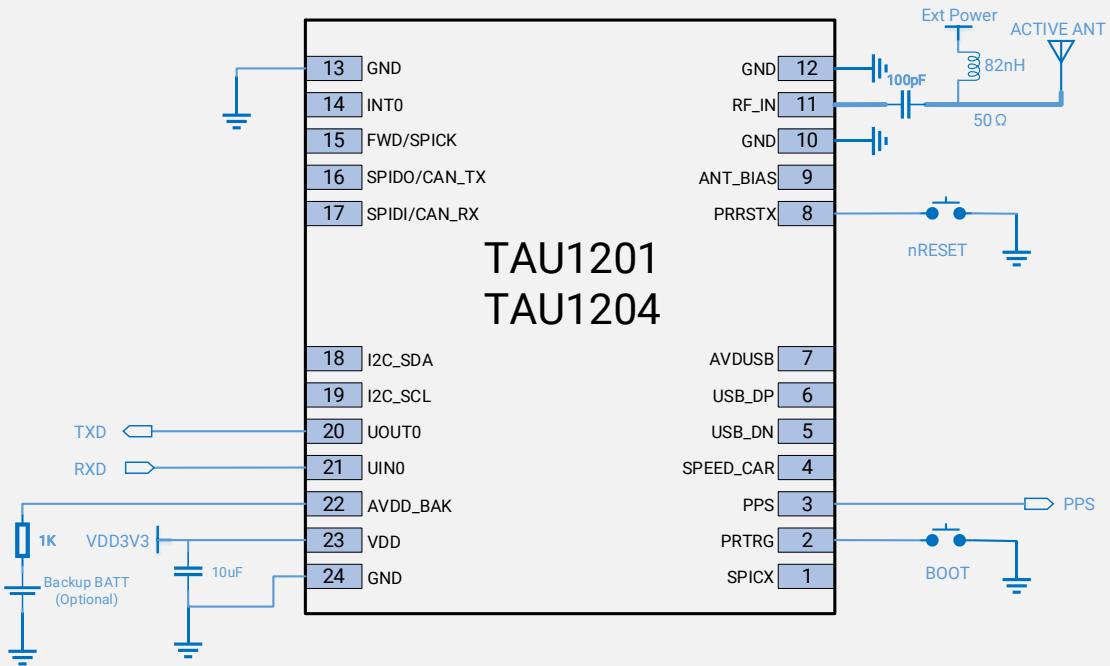 Ext Power
ACTIVE ANT
82nH
100pF
50Ω
13 GND
14 INT0
15 FWD/SPICK
16 SPIDO/CAN_TX
17 SPIDI/CAN_RX
GND 12
RF_IN 11
GND 10
ANT_BIAS 9
PRRSTX 8
nRESET
TAU1201
TAU1204
18 I2C_SDA
19 I2C_SCL
TXD 20 UOUT0
RXD 21 UIN0
22 AVDD_BAK
1K
VDD3V3 23 VDD
10uF
24 GND
Backup BATT
(Optional)
AVDUSB 7
USB_DP 6
USB_DN 5
SPEED_CAR 4
PPS 3 PPS
PRTRG 2
BOOT
SPICX 1